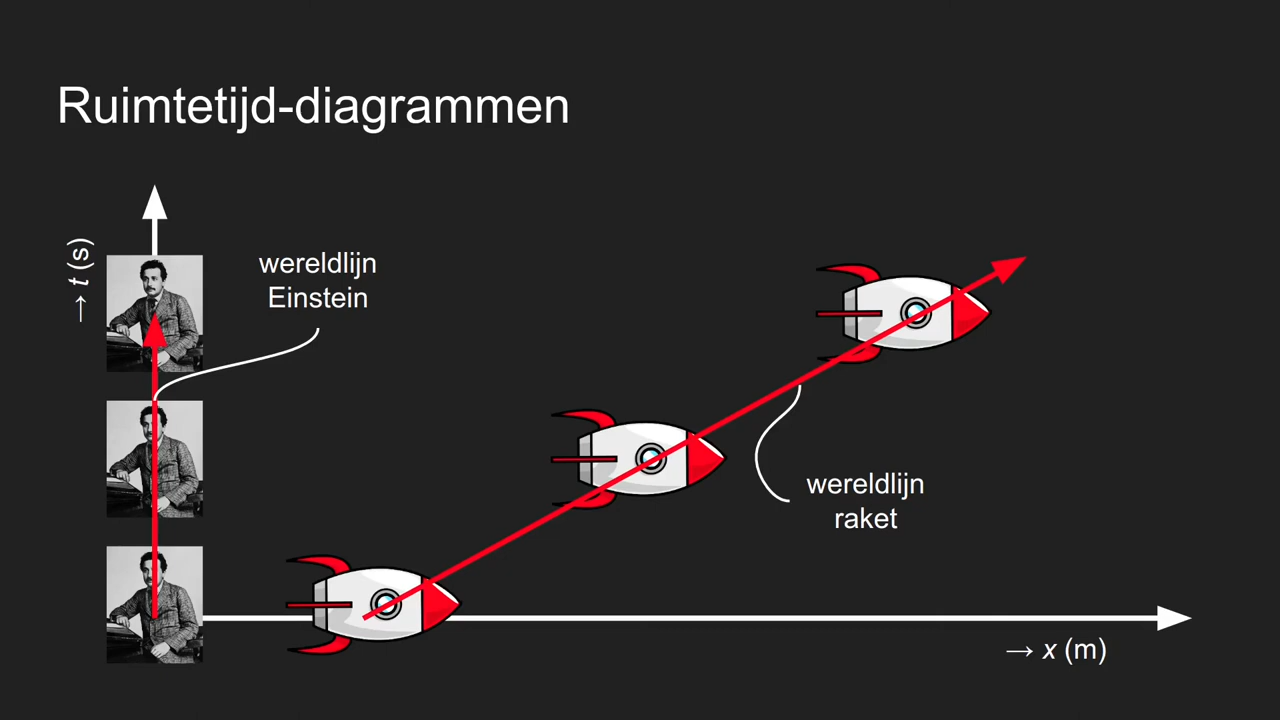 Ruimtetijd-diagrammen
→ t (s)
wereldlijn
Einstein
wereldlijn
raket
→ x (m)